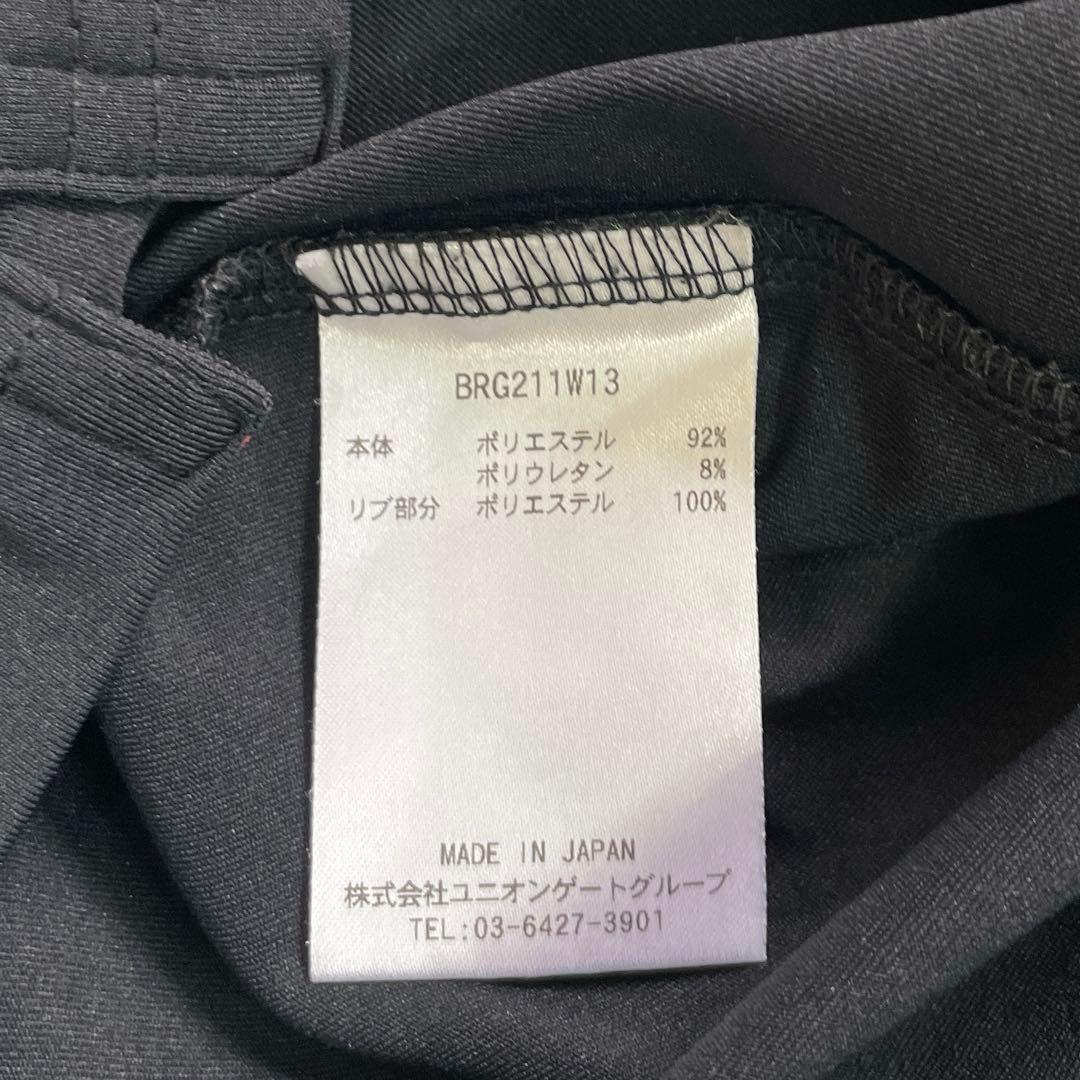 BRG211W13
本体 ポリエステル 92%
ポリウレタン 8%
リブ部分 ポリエステル 100%
MADE IN JAPAN
株式会社ユニオンゲートグループ
TEL:03-6427-3901